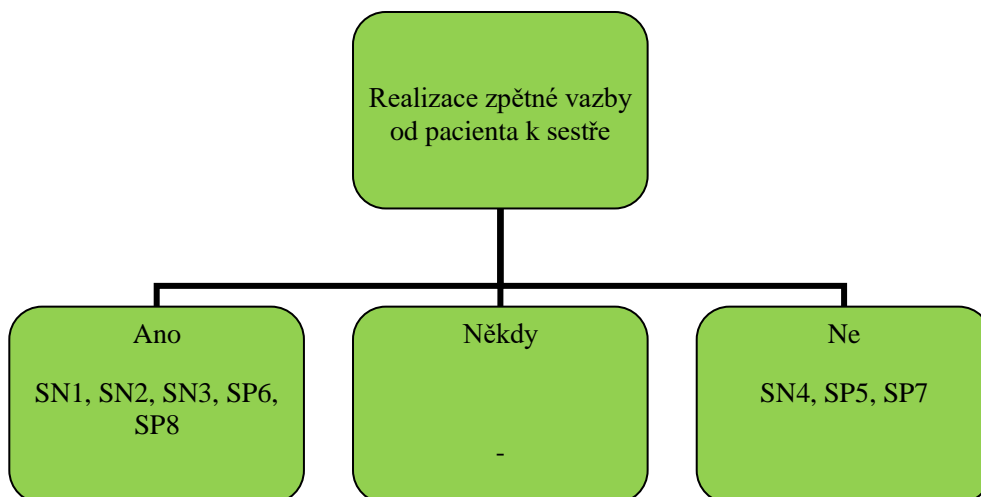 Realizace zpětné vazby
od pacienta k sestře
Ano
SN1, SN2, SN3, SP6,
SP8
Někdy
-
Ne
SN4, SP5, SP7